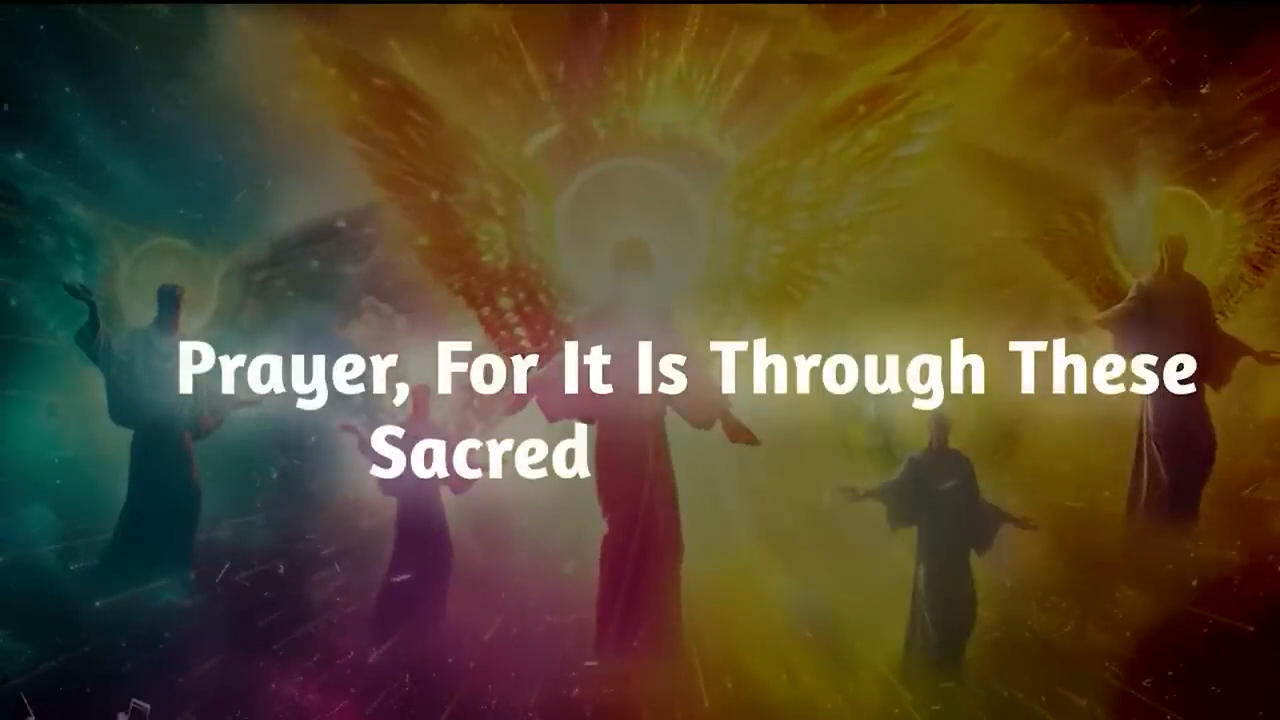 Prayer, For It Is Through These
Sacred